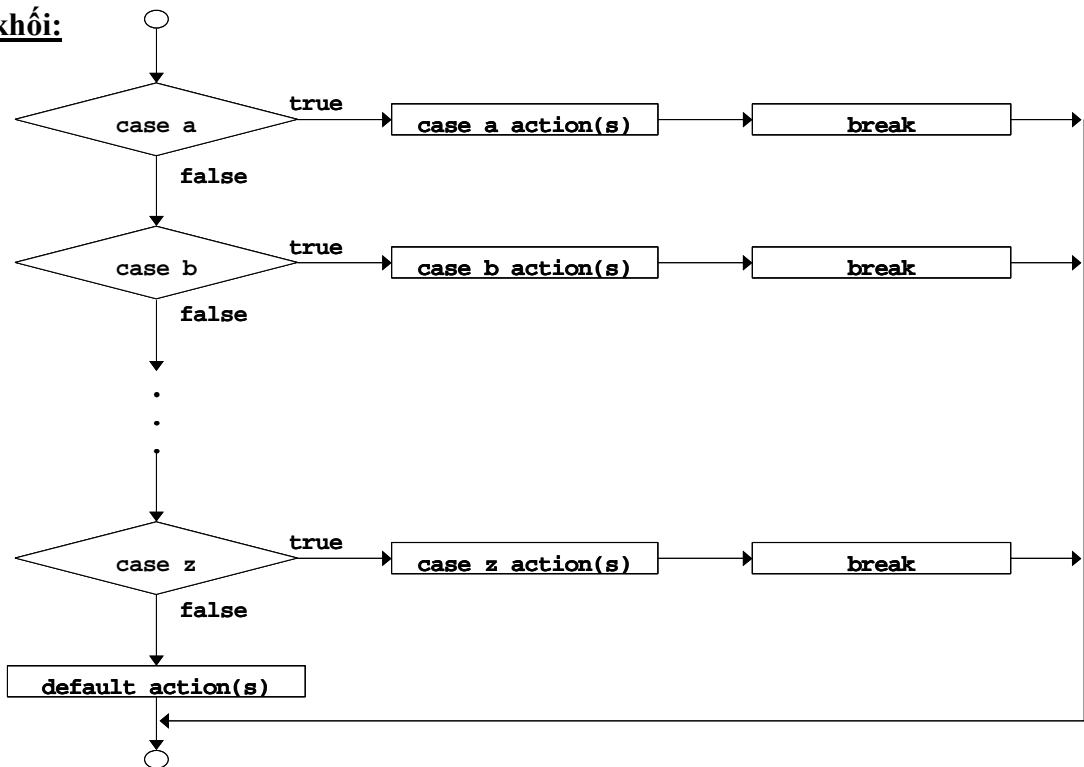 khối:
true
case a
case a action(s)
break
false
true
case b
case b action(s)
break
false
true
case z
case z action(s)
break
false
default action(s)